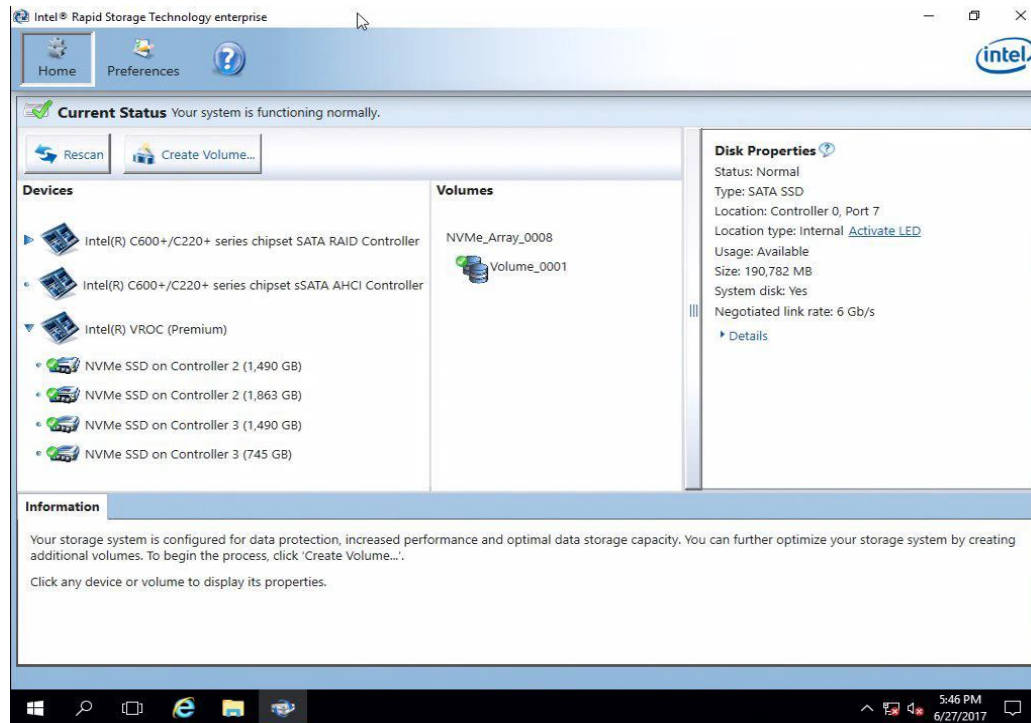 Intel® Rapid Storage Technology enterprise
Home
Preferences
?
intel
Current Status Your system is functioning normally.
Rescan
Create Volume...
Devices
Intel(R) C600+/C220+ series chipset SATA RAID Controller
Intel(R) C600+/C220+ series chipset sSATA AHCI Controller
Intel(R) VROC (Premium)
NVMe SSD on Controller 2 (1,490 GB)
NVMe SSD on Controller 2 (1,863 GB)
NVMe SSD on Controller 3 (1,490 GB)
NVMe SSD on Controller 3 (745 GB)
Volumes
NVMe_Array_0008
Volume_0001
Disk Properties ?
Status: Normal
Type: SATA SSD
Location: Controller 0, Port 7
Location type: Internal Activate LED
Usage: Available
Size: 190,782 MB
System disk: Yes
Negotiated link rate: 6 Gb/s
Details
Information
Your storage system is configured for data protection, increased performance and optimal data storage capacity. You can further optimize your storage system by creating
additional volumes. To begin the process, click 'Create Volume...'.
Click any device or volume to display its properties.
5:46 PM
6/27/2017